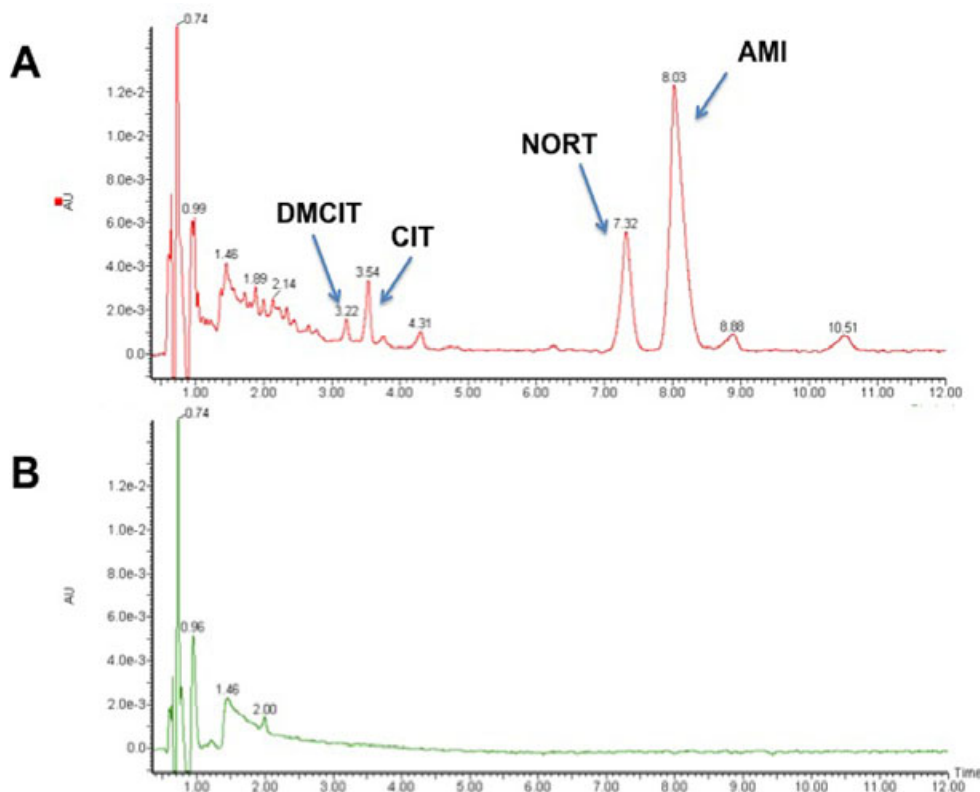 A
0.74
AMI
8.03
1.2e-2
1.0e-2
NORT
8.0e-3
AU
0.99
DMCIT
7.32
6.0e-3
CIT
1.46
3.54
4.0e-3
1.89
2.14
3.22
2.0e-3
4.31
8.88
10.51
0.0
1.00 2.00 3.00 4.00 5.00 6.00 7.00 8.00 9.00 10.00 11.00 12.00
B
0.74
1.2e-2
1.0e-2
8.0e-3
AU
6.0e-3
0.96
4.0e-3
1.46
2.00
2.0e-3
0.0
Time
1.00 2.00 3.00 4.00 5.00 6.00 7.00 8.00 9.00 10.00 11.00 12.00